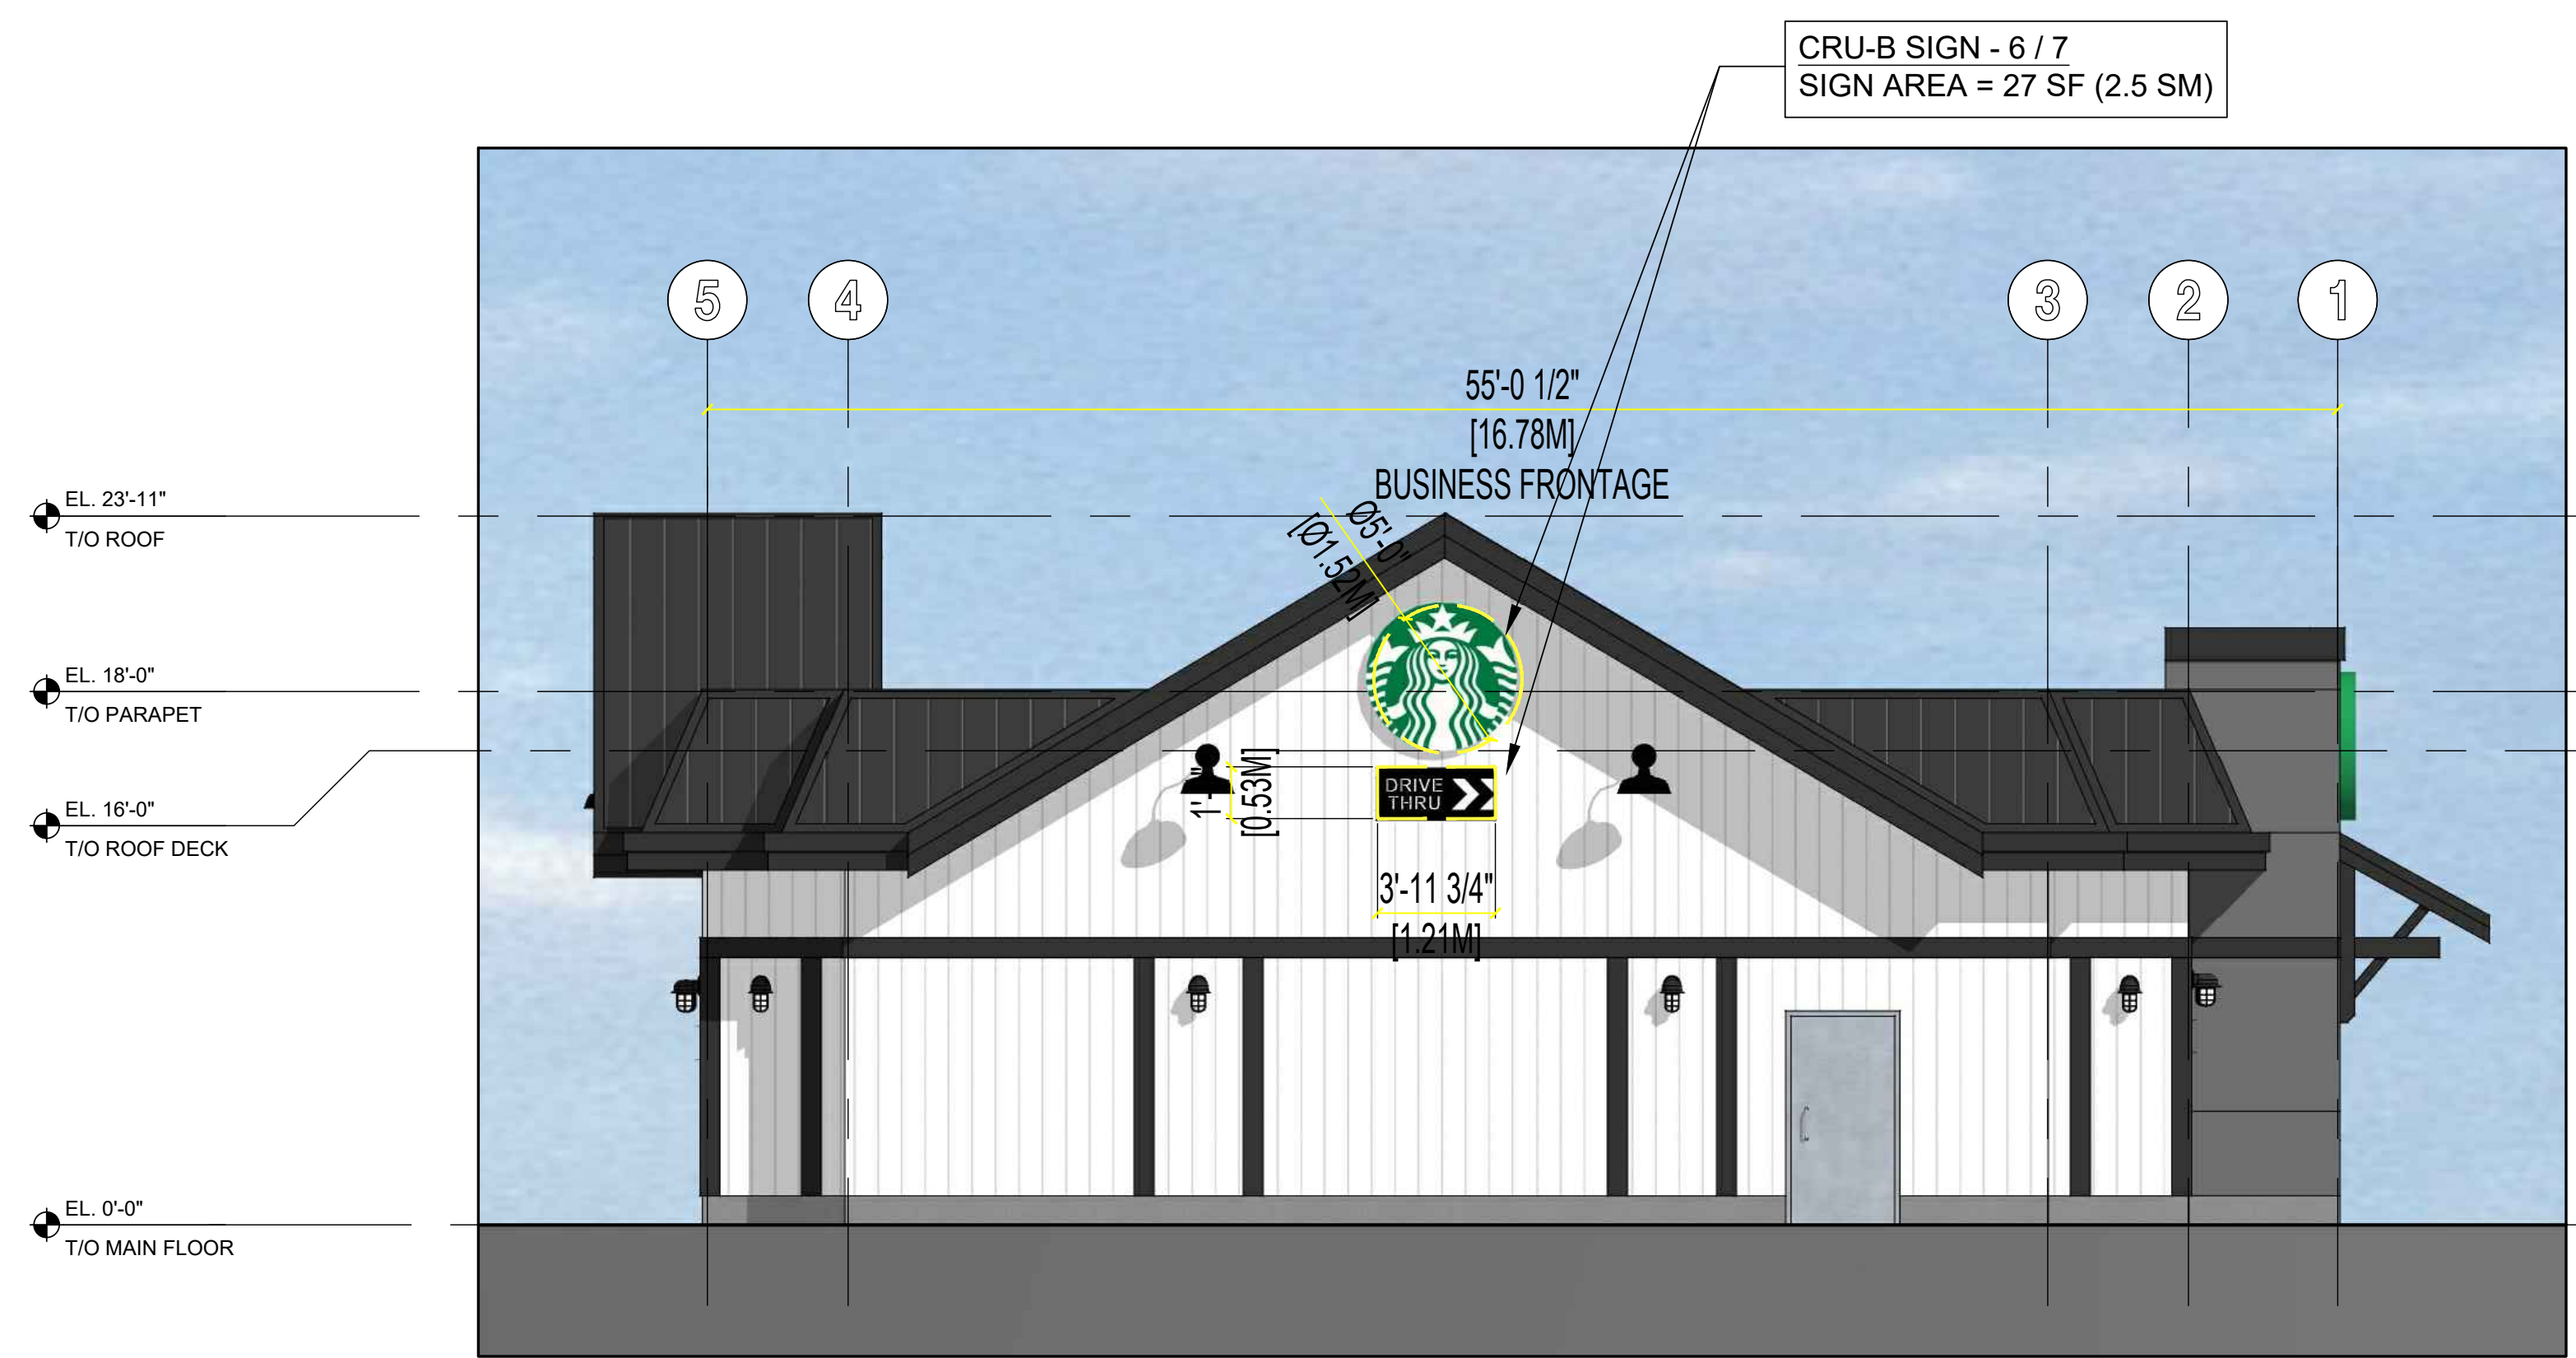 CRU-B SIGN - 6 / 7
SIGN AREA = 27 SF (2.5 SM)
5
4
3
2
1
55'-0 1/2"
[16.78M]
BUSINESS FRONTAGE
EL. 23'-11"
T/O ROOF
Ø5'-0"
[Ø1.52M]
EL. 18'-0"
T/O PARAPET
EL. 16'-0"
T/O ROOF DECK
[0.53M]
DRIVE
THRU
3'-11 3/4"
[1.21M]
EL. 0'-0"
T/O MAIN FLOOR